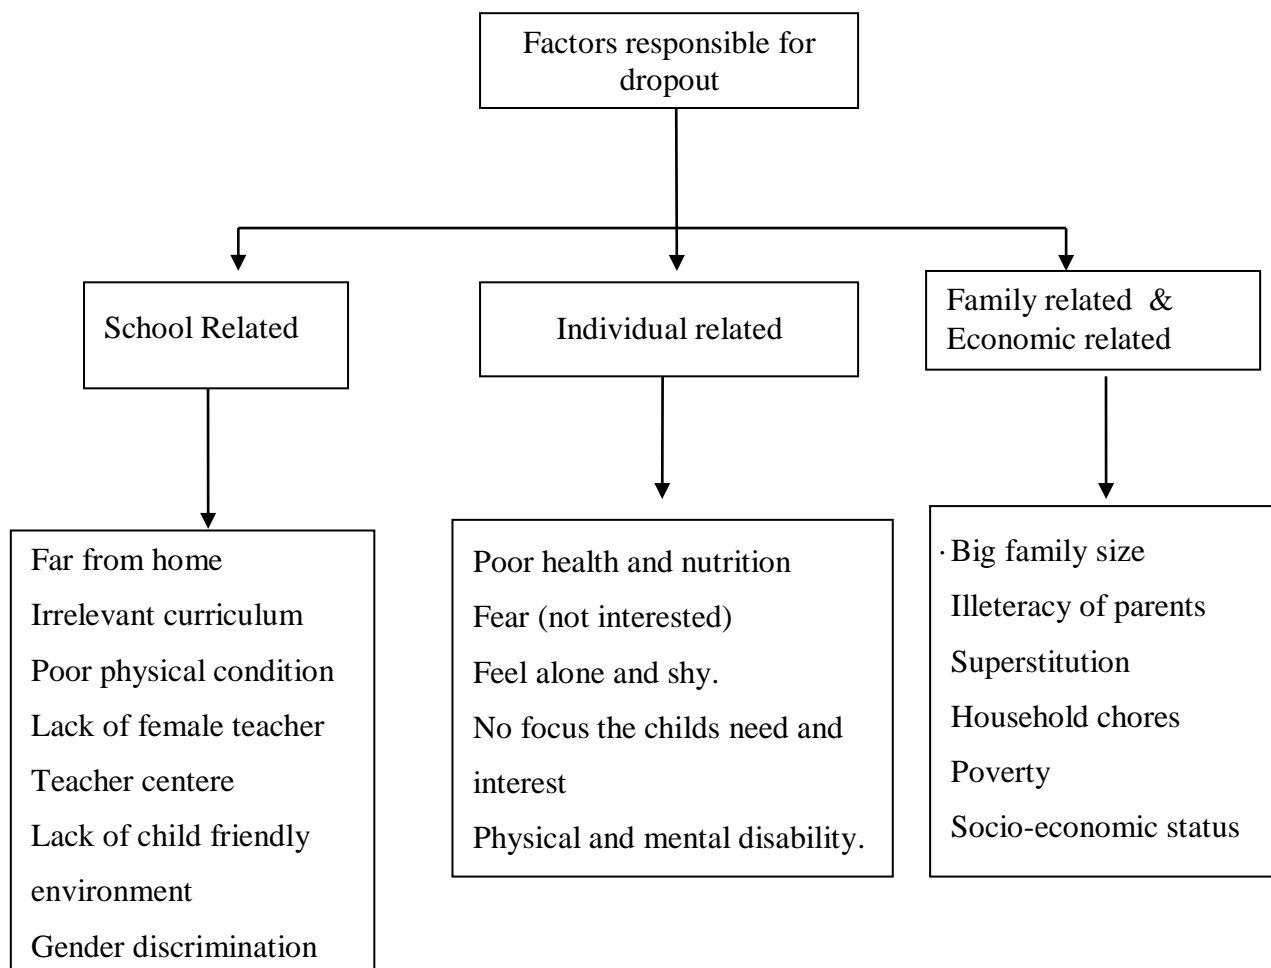 Factors responsible for
dropout
School Related
Individual related
Family related &
Economic related
Far from home
Irrelevant curriculum
Poor physical condition
Lack of female teacher
Teacher centere
Lack of child friendly
environment
Gender discrimination
Poor health and nutrition
Fear (not interested)
Feel alone and shy.
No focus the childs need and
interest
Physical and mental disability.
·Big family size
Illeteracy of parents
Superstitution
Household chores
Poverty
Socio-economic status